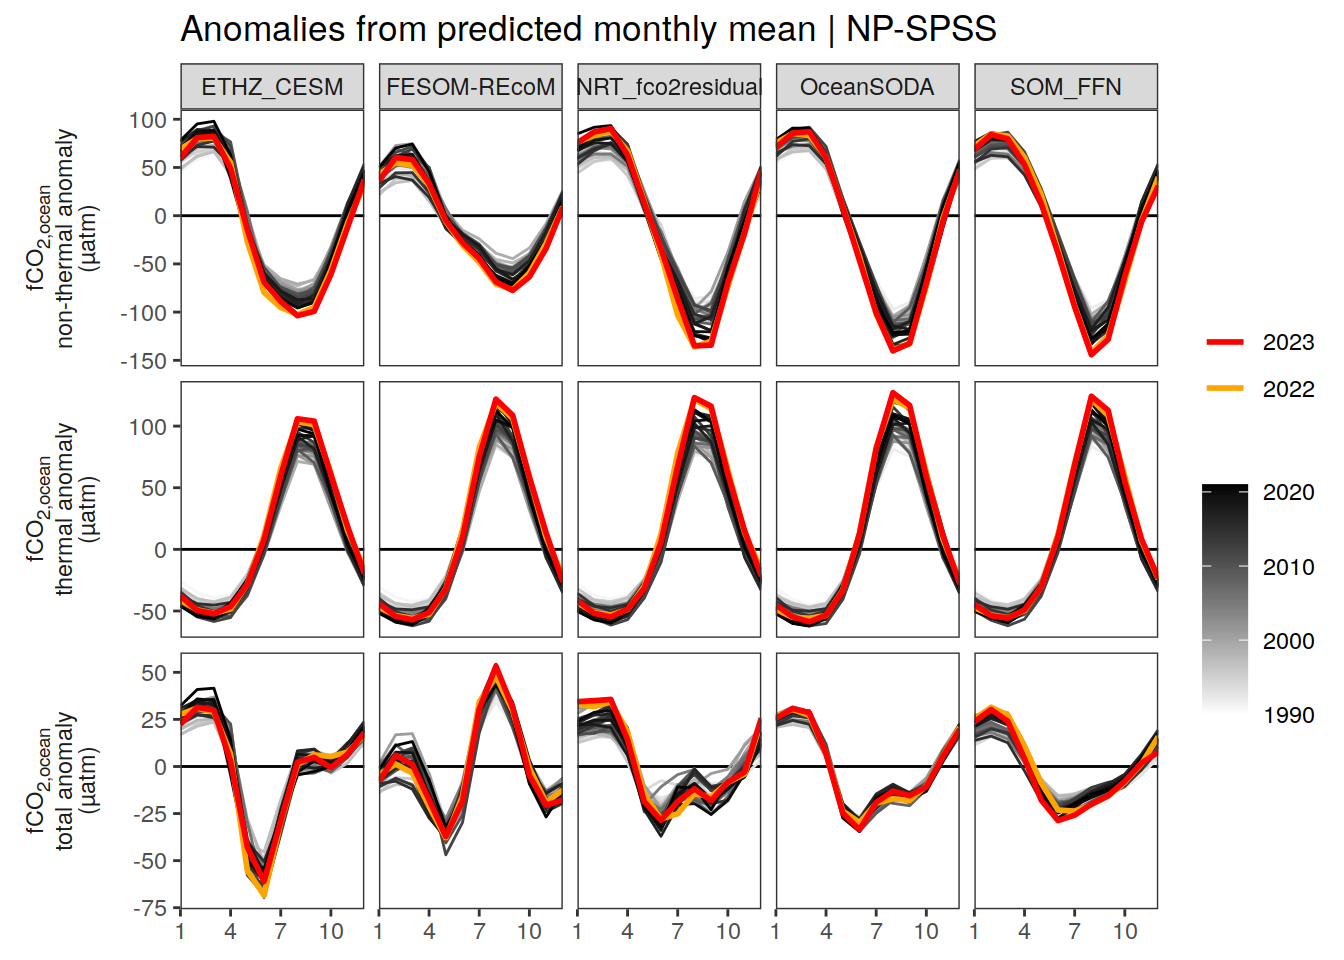 Anomalies from predicted monthly mean | NP-SPSS
ETHZ_CESM
FESOM-REcoM
NRT_fco2residual
OceanSODA
SOM_FFN
fCO2,ocean
non-thermal anomaly
(µatm)
100
50
0
-50
-100
-150
fCO2,ocean
thermal anomaly
(µatm)
100
50
0
-50
fCO2,ocean
total anomaly
(µatm)
50
25
0
-25
-50
-75
1 4 7 10
1 4 7 10
1 4 7 10
1 4 7 10
1 4 7 10
2023
2022
2020
2010
2000
1990